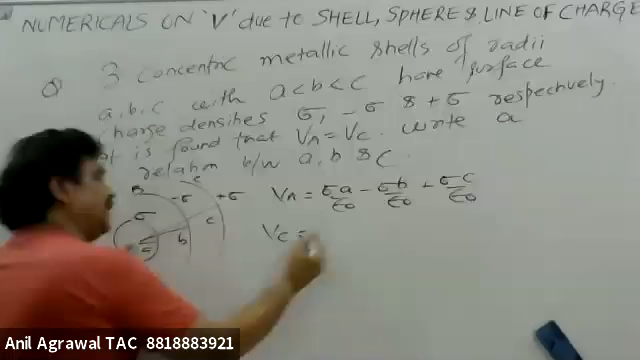 NUMERICALS ON 'V' due to SHELL, SPHERE & LINE OF CHARGE
Q 3 concentric metallic shells of radii
a, b, c with a<b<c have surface
charge densities σ, -σ & +σ respectively.
It is found that VA = VC. write a
relation b/w a, b & c.
VA = σa/ε0 - σb/ε0 + σc/ε0
VC =
B
C
σ
-σ
+σ
b
c
Anil Agrawal TAC 8818883921